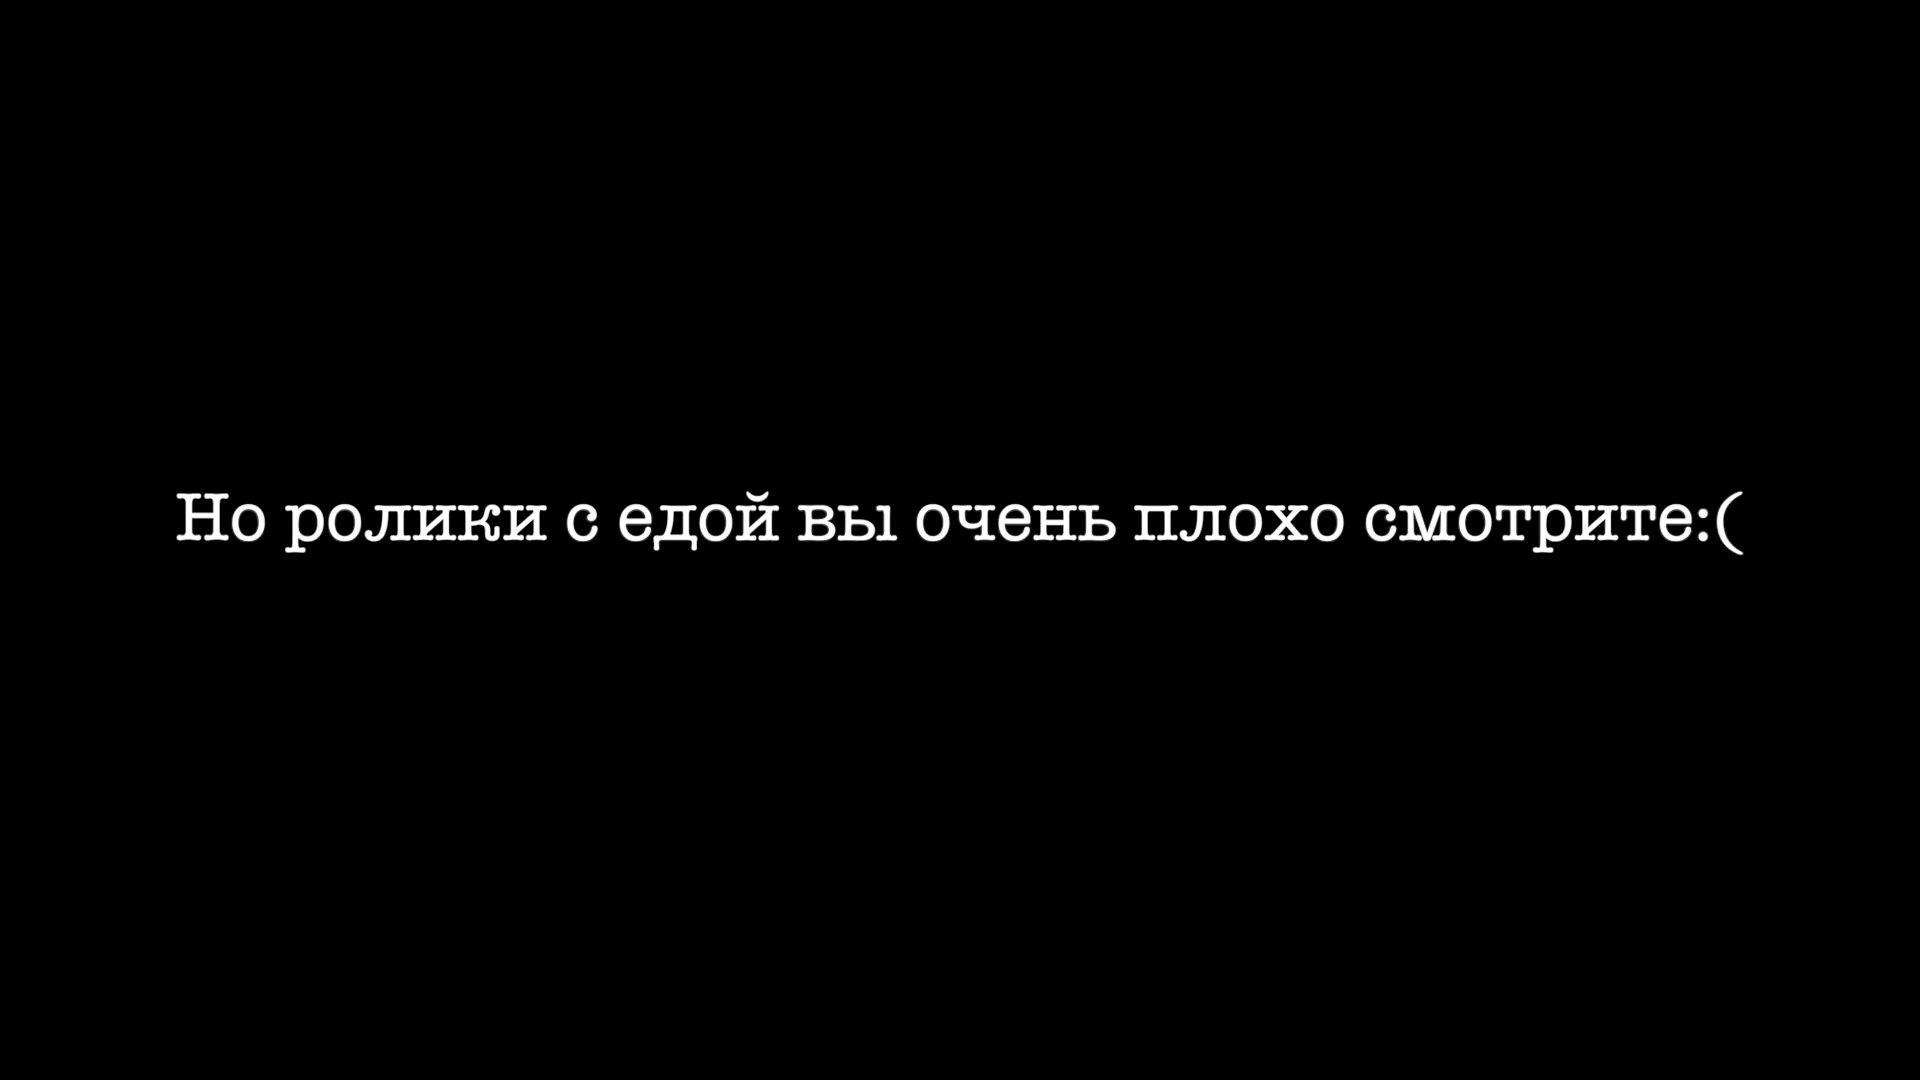 Но ролики с едой вы очень плохо смотрите:(